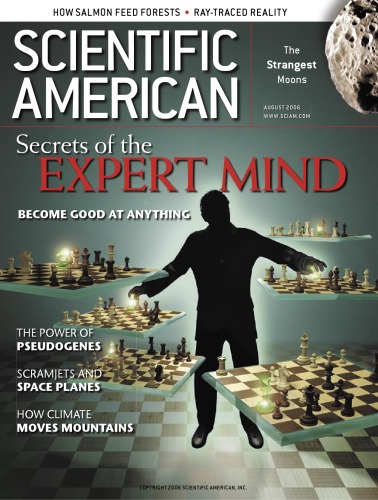 HOW SALMON FEED FORESTS • RAY-TRACED REALITY
SCIENTIFIC
AMERICAN
The
Strangest
Moons
AUGUST 2006
WWW.SCIAM.COM
Secrets of the
EXPERT MIND
BECOME GOOD AT ANYTHING
THE POWER OF
PSEUDOGENES
SCRAMJETS AND
SPACE PLANES
HOW CLIMATE
MOVES MOUNTAINS
COPYRIGHT 2006 SCIENTIFIC AMERICAN, INC.